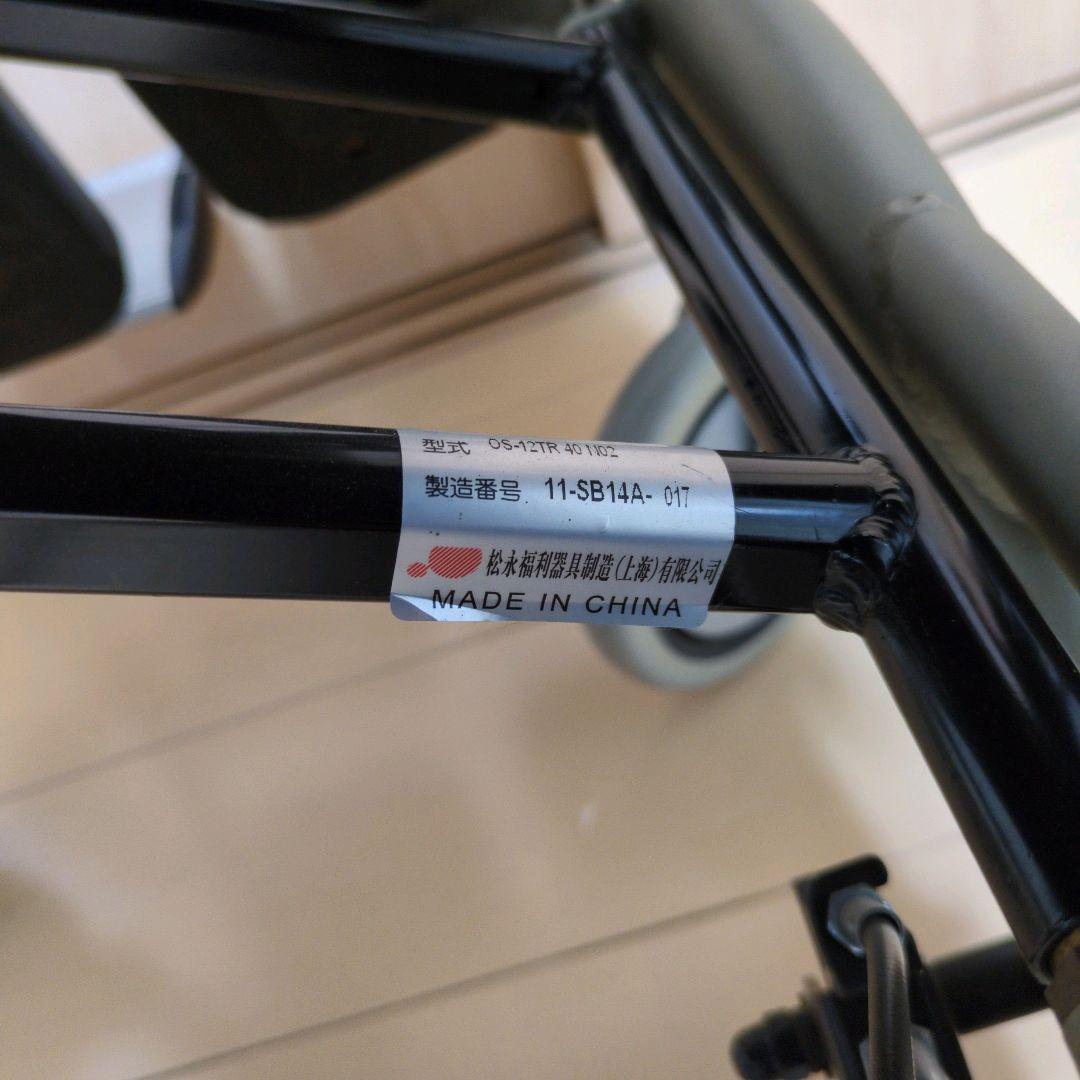 型式 OS-12TR 40
製造番号 11-SB14A- 017
松永福利器具制造(上海)有限公司
MADE IN CHINA